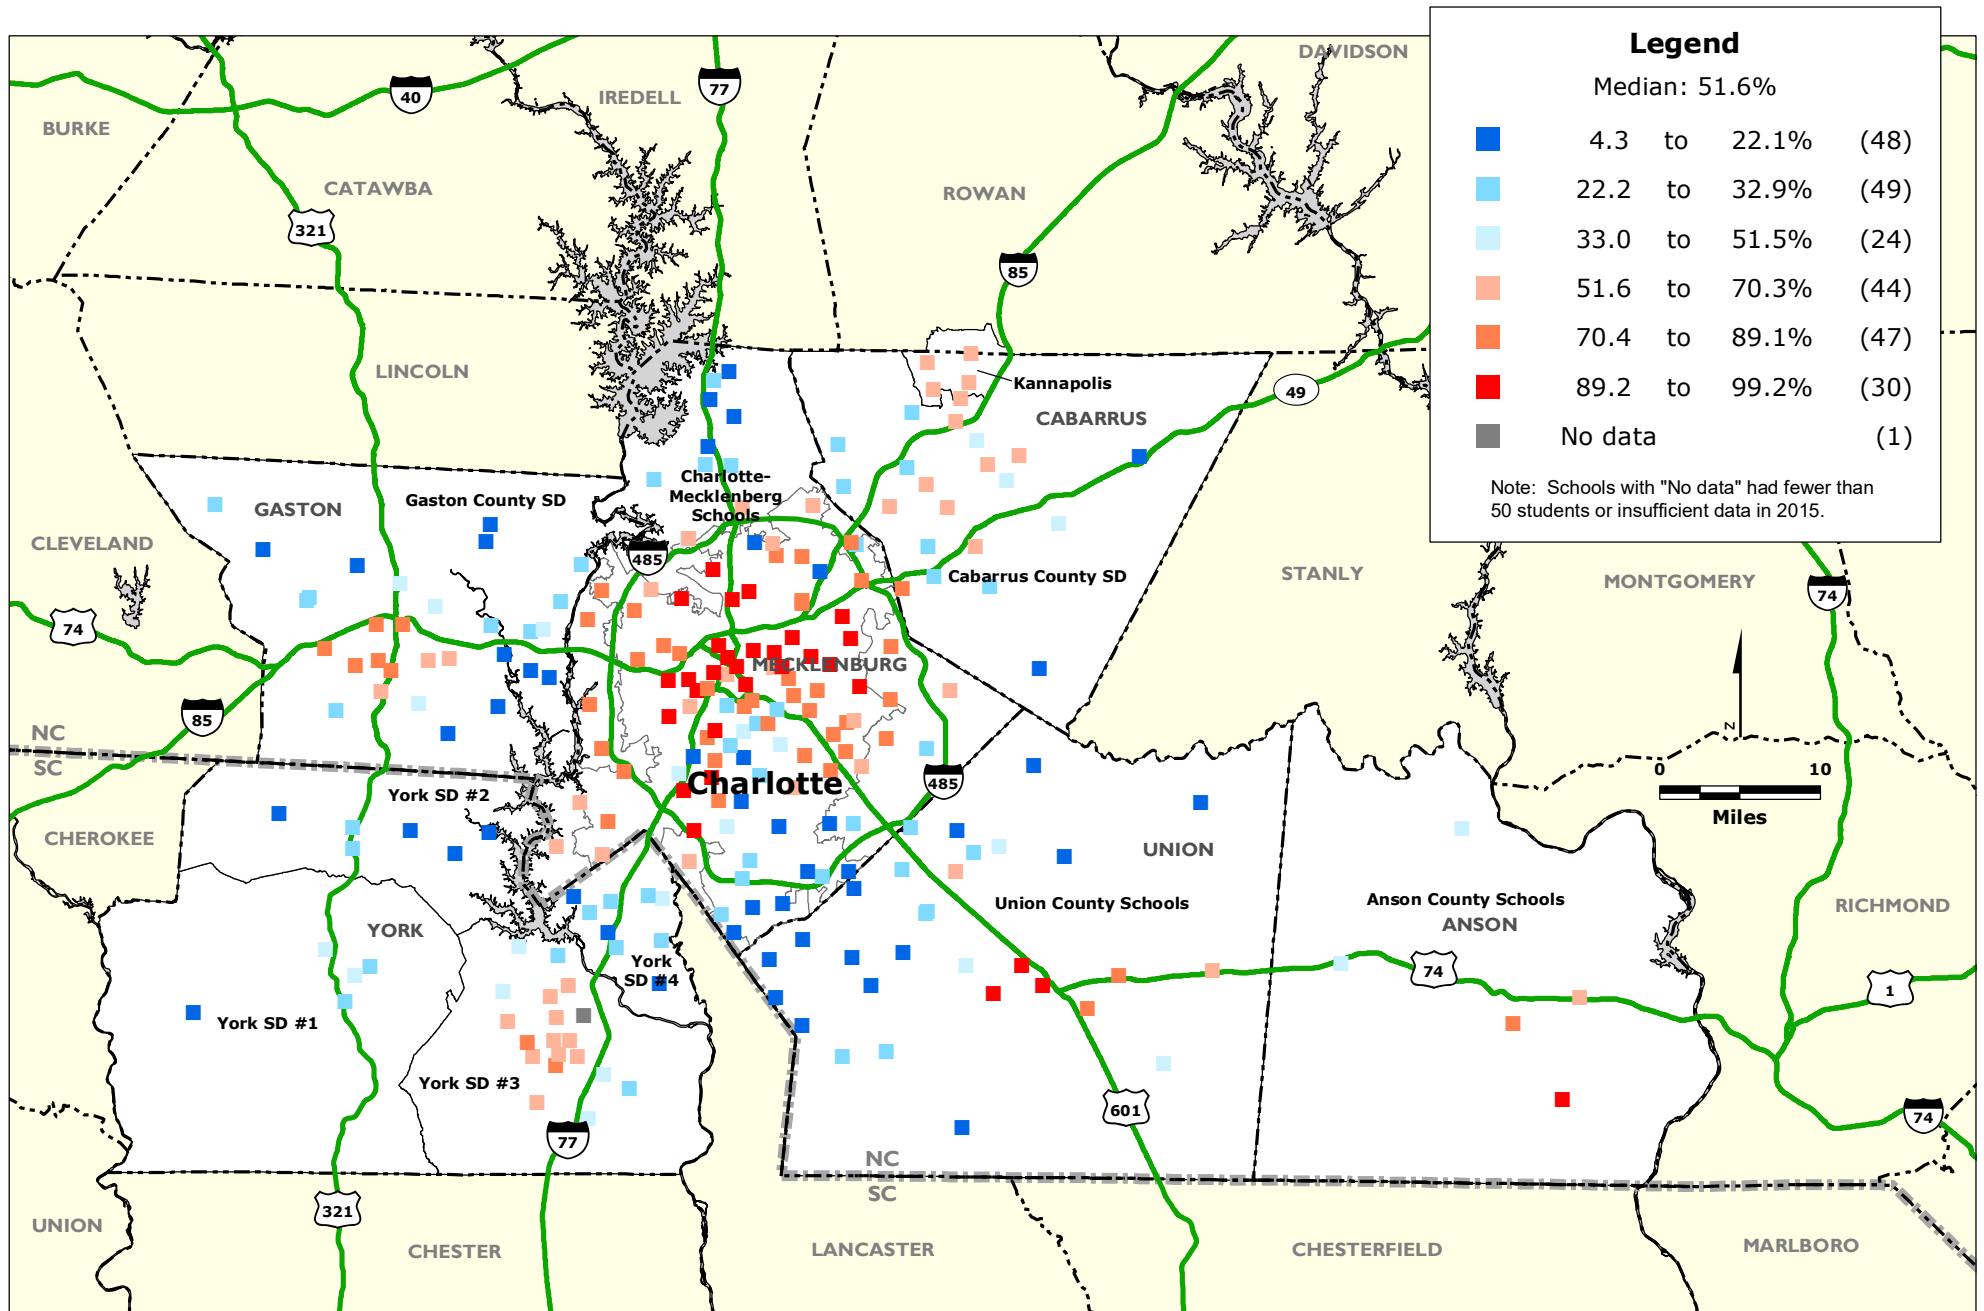 Legend
Median: 51.6%
4.3 to 22.1% (48)
22.2 to 32.9% (49)
33.0 to 51.5% (24)
51.6 to 70.3% (44)
70.4 to 89.1% (47)
89.2 to 99.2% (30)
No data (1)
Note: Schools with "No data" had fewer than
50 students or insufficient data in 2015.
DAVIDSON
IREDELL
77
40
BURKE
CATAWBA
ROWAN
321
85
LINCOLN
Kannapolis
49
CABARRUS
Charlotte-
Mecklenberg
Schools
Gaston County SD
GASTON
CLEVELAND
485
Cabarrus County SD
STANLY
MONTGOMERY
74
74
MECKLENBURG
85
NC
SC
N
0 10
Miles
485
Charlotte
York SD #2
CHEROKEE
UNION
Union County Schools
Anson County Schools
ANSON
RICHMOND
YORK
York
SD #4
74
1
York SD #1
York SD #3
601
74
77
NC
SC
321
UNION
CHESTER
LANCASTER
CHESTERFIELD
MARLBORO